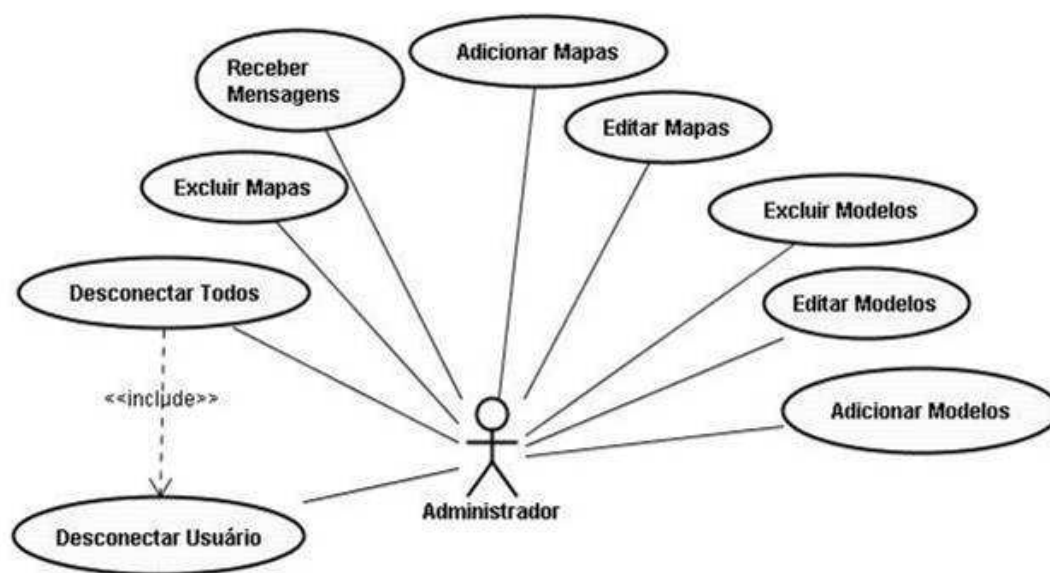 Adicionar Mapas
Receber
Mensagens
Editar Mapas
Excluir Mapas
Excluir Modelos
Desconectar Todos
Editar Modelos
<<include>>
Adicionar Modelos
Administrador
Desconectar Usuário